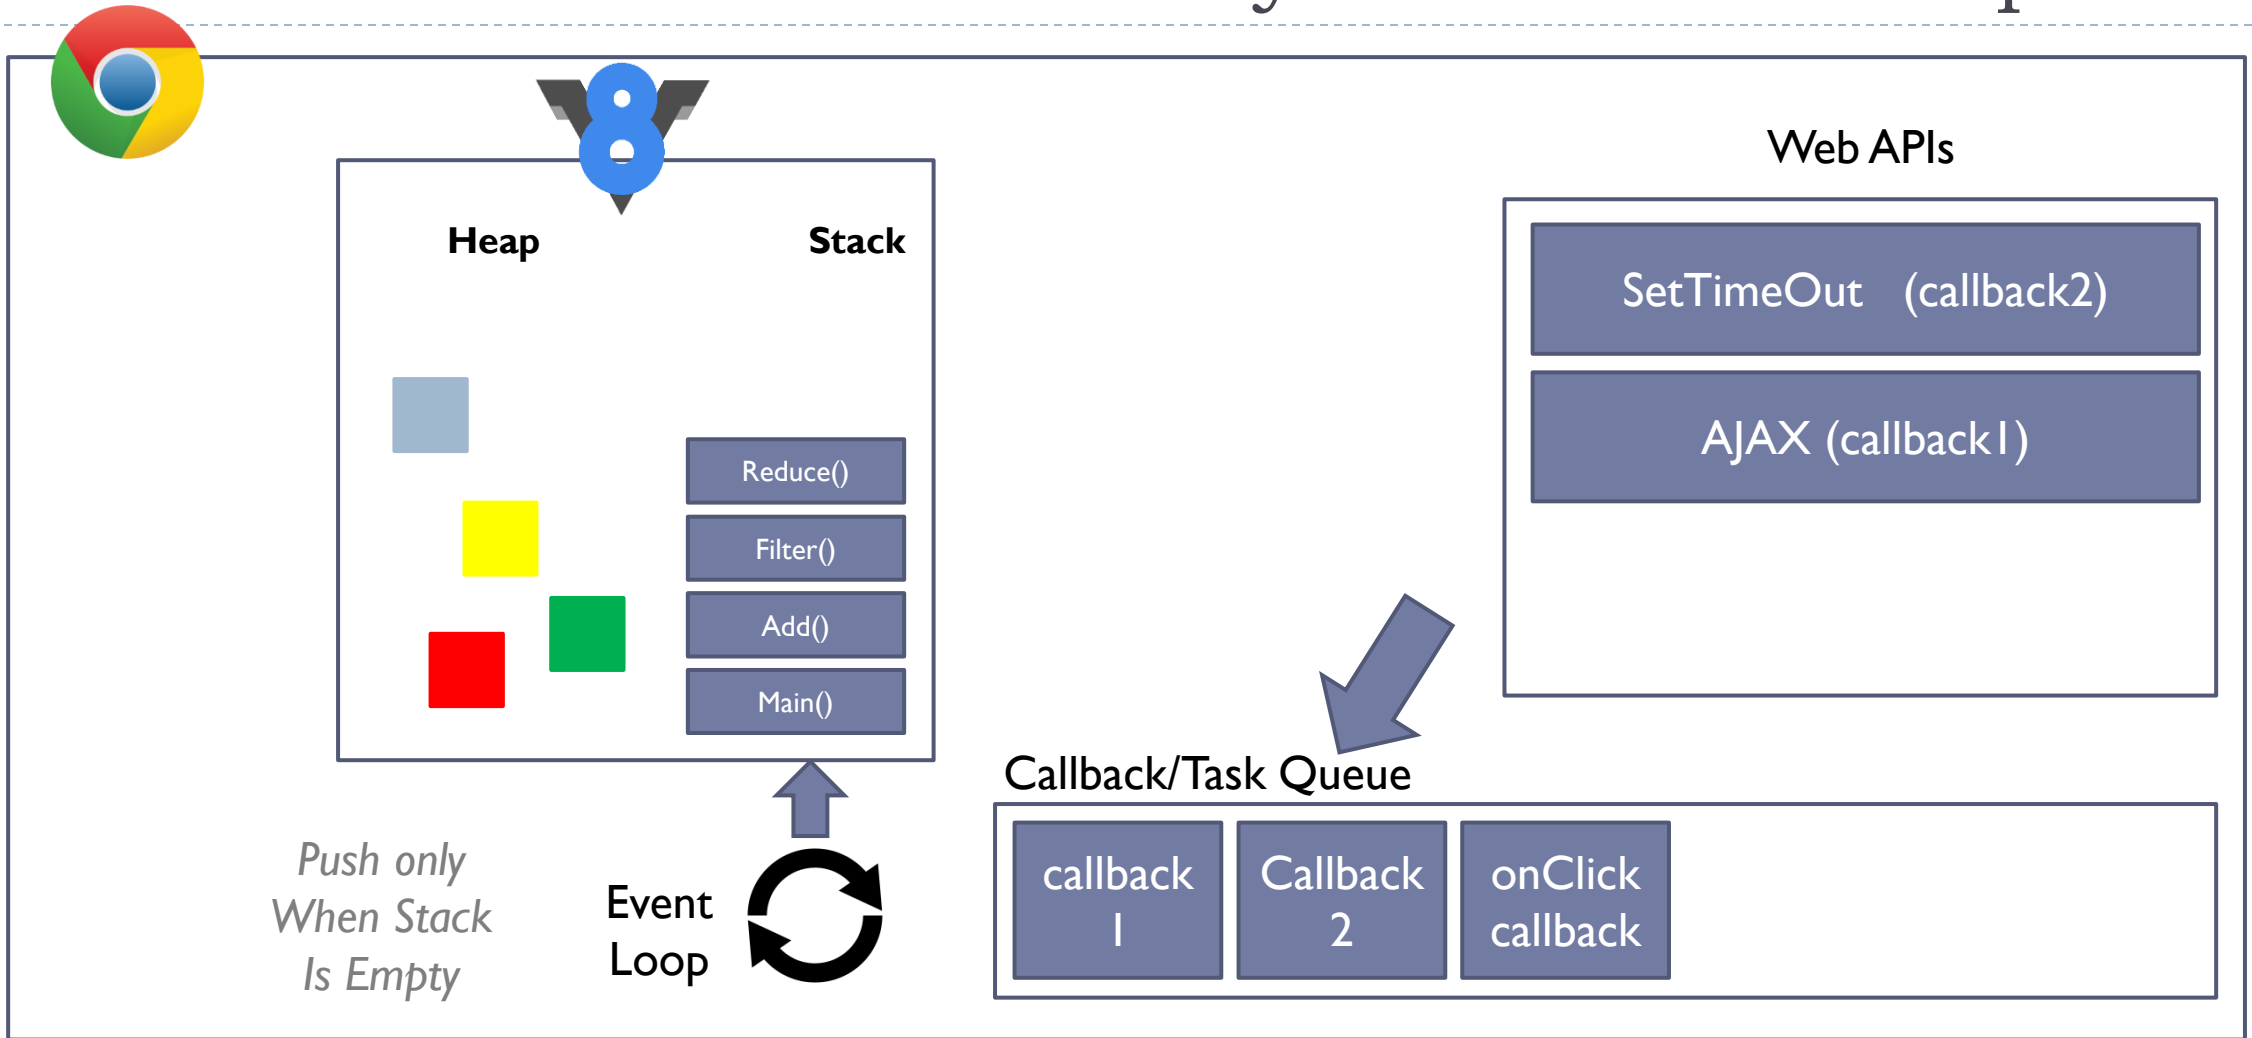 Web APIs
Heap
Stack
SetTimeOut (callback2)
AJAX (callback1)
Reduce()
Filter()
Add()
Main()
Callback/Task Queue
Push only
When Stack
Is Empty
Event
Loop
callback
1
Callback
2
onClick
callback